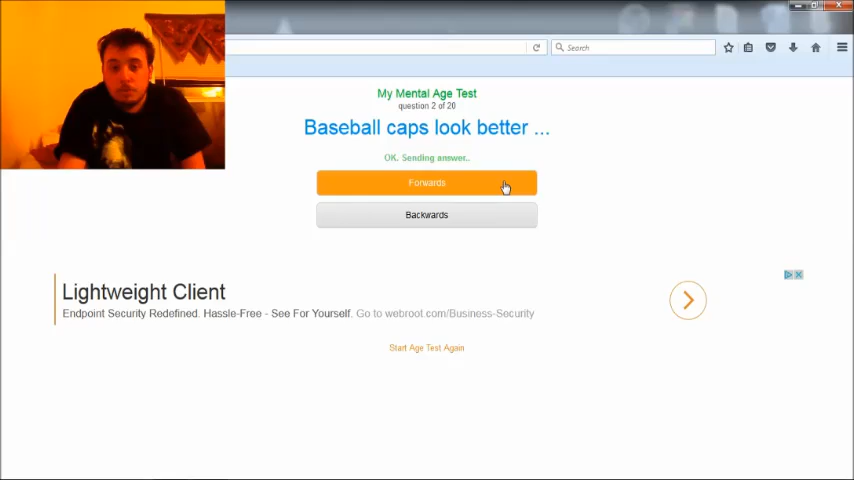 Search
My Mental Age Test
question 2 of 20
Baseball caps look better ...
OK. Sending answer..
Forwards
Backwards
Lightweight Client
Endpoint Security Redefined. Hassle-Free - See For Yourself. Go to webroot.com/Business-Security
Start Age Test Again